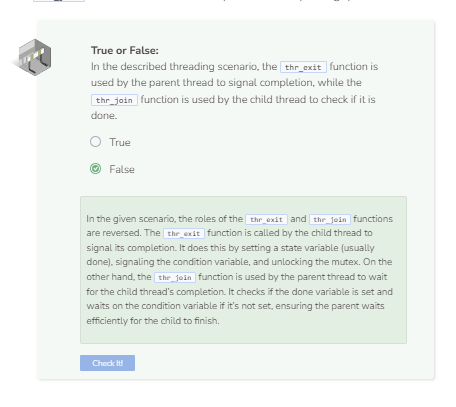 True or False:
In the described threading scenario, the thr_exit function is
used by the parent thread to signal completion, while the
thr_join function is used by the child thread to check if it is
done.
True
False
In the given scenario, the roles of the thr_exit and thr_join functions
are reversed. The thr_exit function is called by the child thread to
signal its completion. It does this by setting a state variable (usually
done), signaling the condition variable, and unlocking the mutex. On the
other hand, the thr_join function is used by the parent thread to wait
for the child thread's completion. It checks if the done variable is set and
waits on the condition variable if it's not set, ensuring the parent waits
efficiently for the child to finish.
Check It!